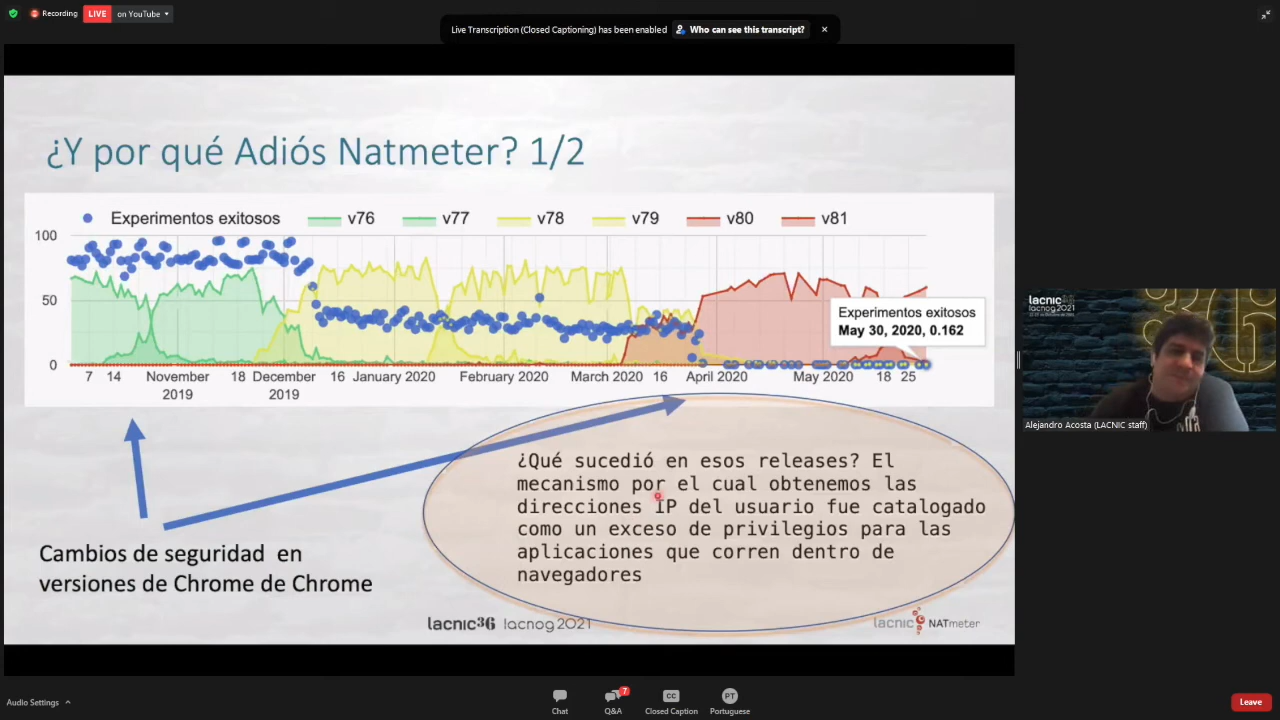 Recording
LIVE
on YouTube
Live Transcription (Closed Captioning) has been enabled
Who can see this transcript?
¿Y por qué Adiós Natmeter? 1/2
Experimentos exitosos v76 v77 v78 v79 v80 v81
100
50
0
Experimentos exitosos
May 30, 2020, 0.162
7 14 November 2019 18 December 2019 16 January 2020 February 2020 March 2020 16 April 2020 May 2020 18 25
¿Qué sucedió en esos releases? El
mecanismo por el cual obtenemos las
direcciones IP del usuario fue catalogado
como un exceso de privilegios para las
aplicaciones que corren dentro de
navegadores
Cambios de seguridad en
versiones de Chrome de Chrome
lacnic36 lacnog2021
lacnic NATmeter
lacnic
lacnog2021
Alejandro Acosta (LACNIC staff)
Audio Settings
Chat
7
Q&A
CC
Closed Caption
PT
Portuguese
Leave